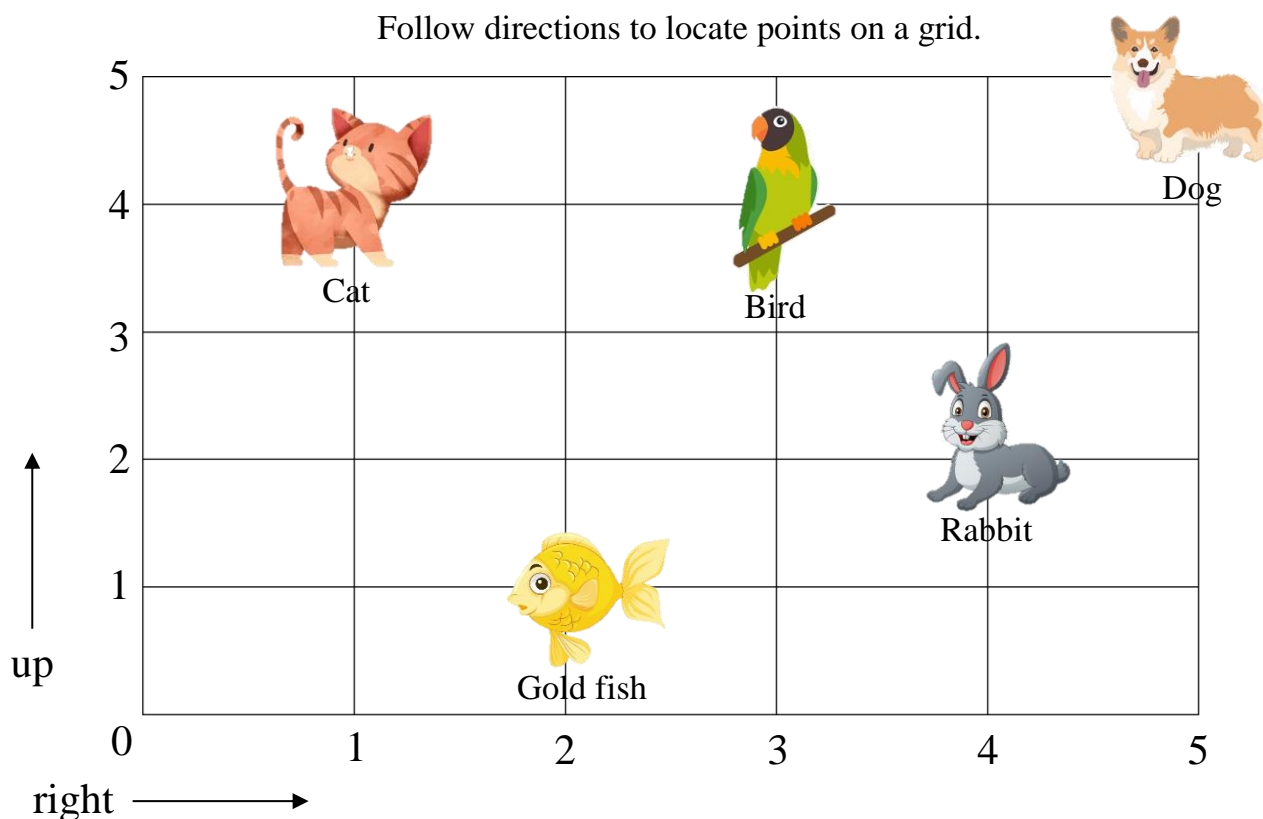 Follow directions to locate points on a grid.
5
Dog
4
Cat
Bird
3
2
Rabbit
1
up
Gold fish
0 1 2 3 4 5
right